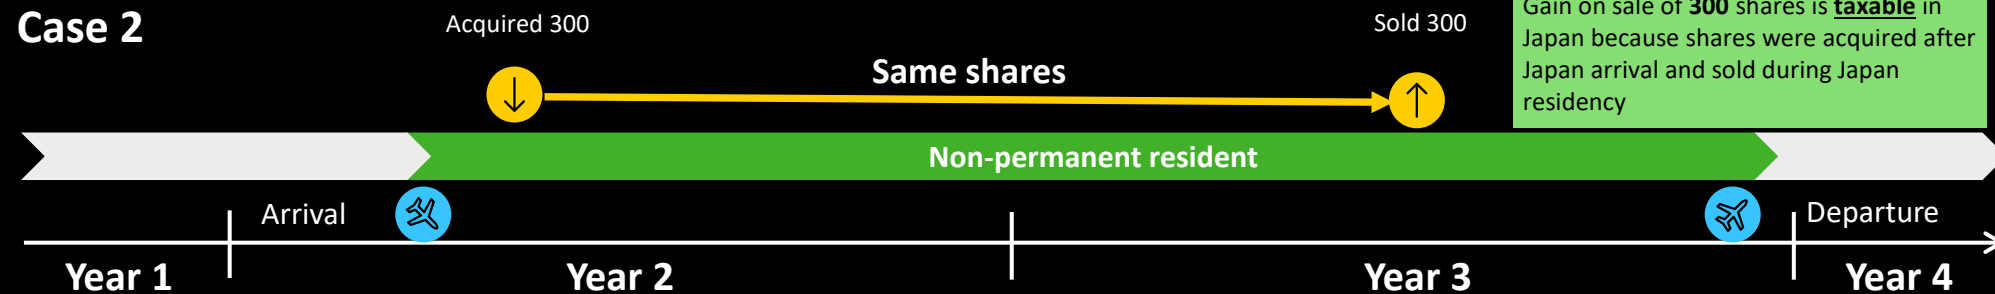 Case 2
Acquired 300
Sold 300
Same shares
Gain on sale of 300 shares is taxable in
Japan because shares were acquired after
Japan arrival and sold during Japan
residency
Non-permanent resident
Arrival
Departure
Year 1
Year 2
Year 3
Year 4